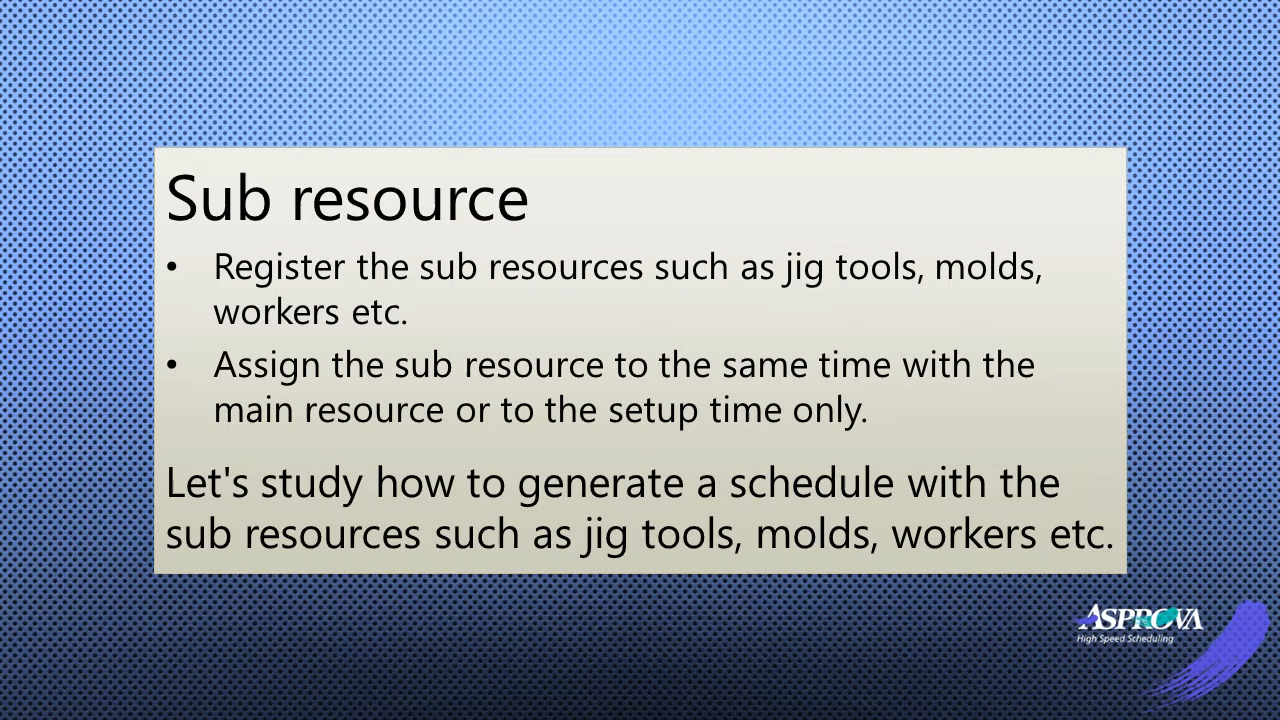 Sub resource
• Register the sub resources such as jig tools, molds,
workers etc.
• Assign the sub resource to the same time with the
main resource or to the setup time only.
Let's study how to generate a schedule with the
sub resources such as jig tools, molds, workers etc.
ASPROVA
High Speed Scheduling